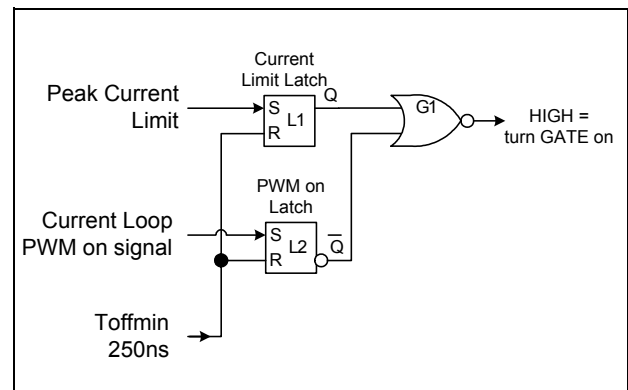 Current
Limit Latch
Peak Current
Limit
S
R
L1
Q
G1
HIGH =
turn GATE on
PWM on
Latch
Current Loop
PWM on signal
S
R
L2
Q̅
Toffmin
250ns